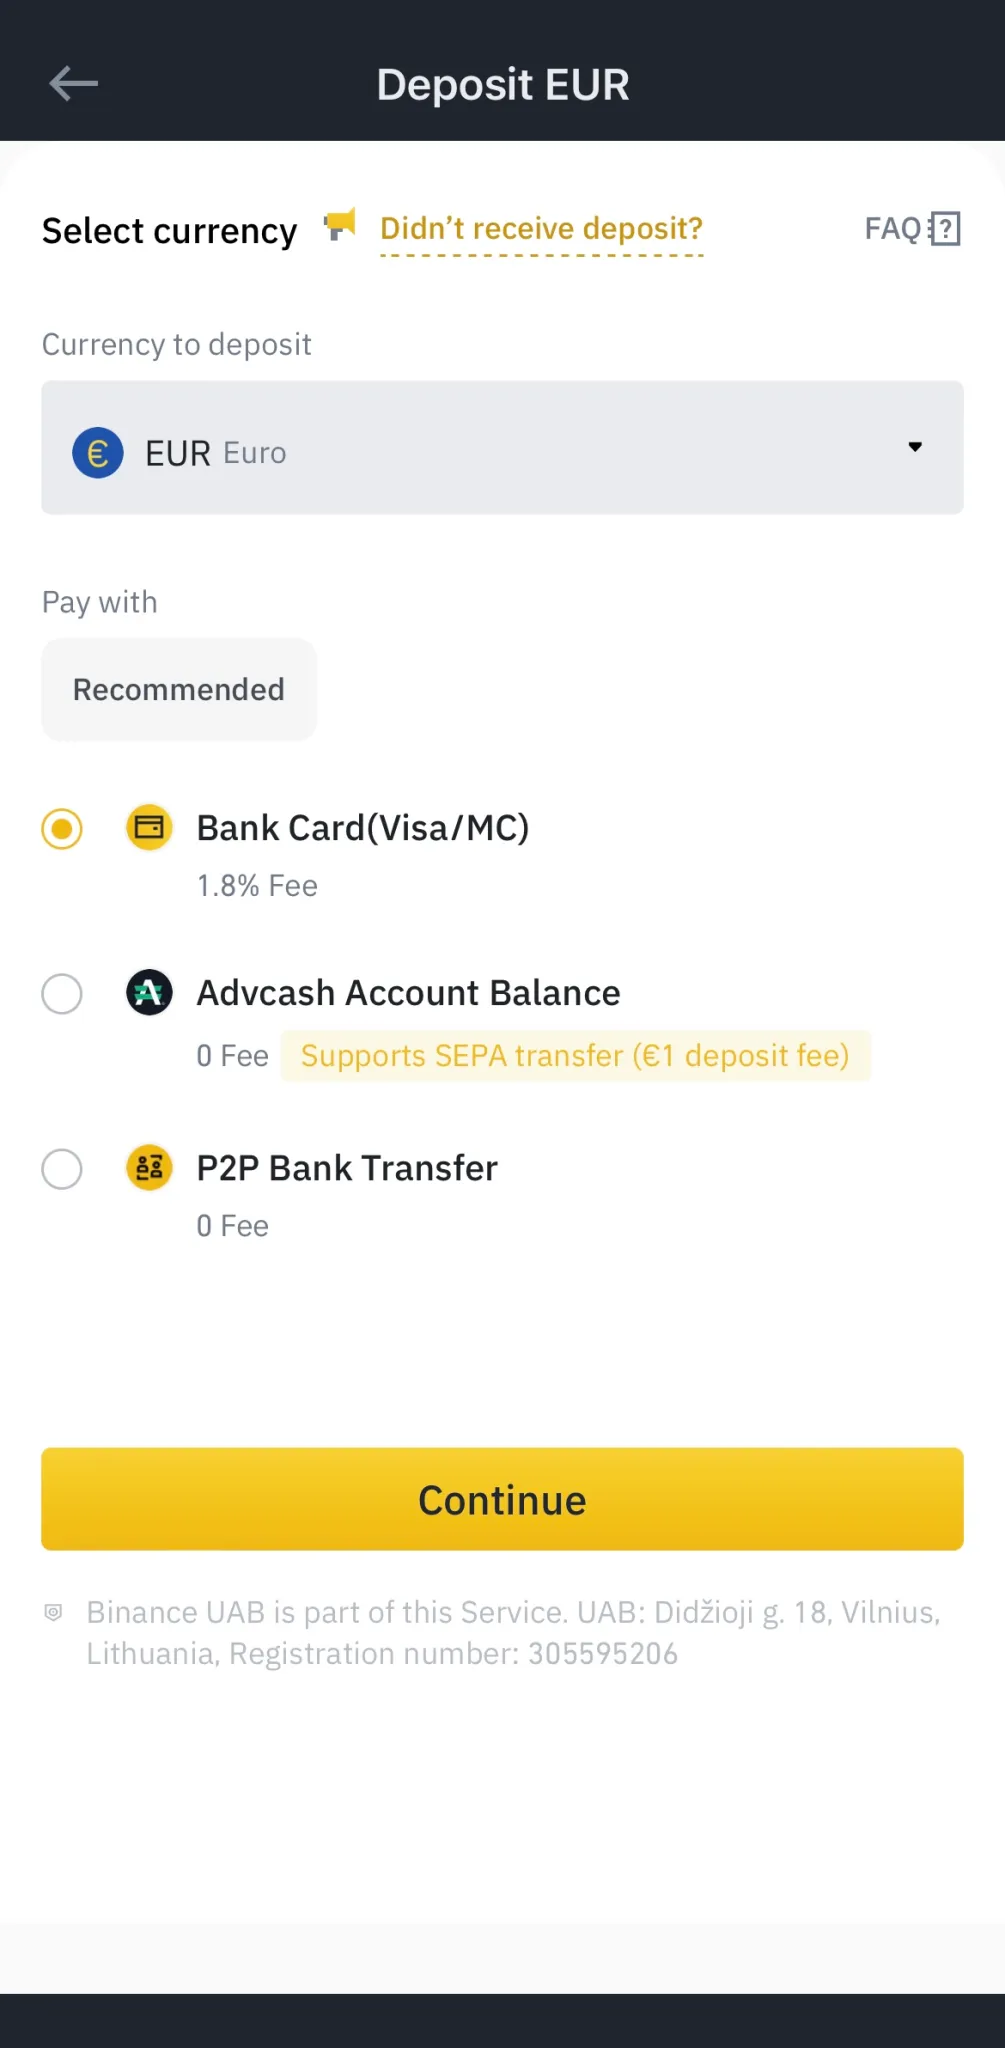 Deposit EUR
Select currency Didn’t receive deposit? FAQ
Currency to deposit
€ EUR Euro
Pay with
Recommended
Bank Card(Visa/MC)
1.8% Fee
Advcash Account Balance
0 Fee Supports SEPA transfer (€1 deposit fee)
P2P Bank Transfer
0 Fee
Continue
Binance UAB is part of this Service. UAB: Didžioji g. 18, Vilnius,
Lithuania, Registration number: 305595206